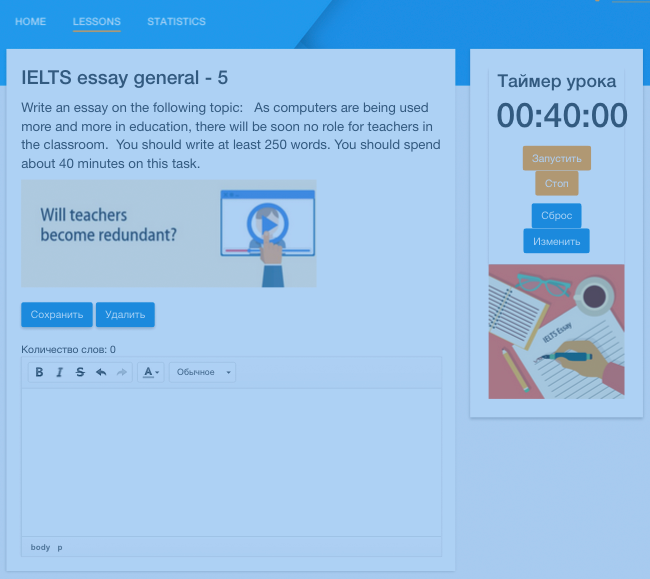 HOME LESSONS STATISTICS
IELTS essay general - 5
Write an essay on the following topic:   As computers are being used
more and more in education, there will be soon no role for teachers in
the classroom.  You should write at least 250 words. You should spend
about 40 minutes on this task.
Will teachers
become redundant?
Сохранить Удалить
Количество слов: 0
B I S A Обычное
body p
Таймер урока
00:40:00
Запустить
Стоп
Сброс
Изменить
IELTS Essay